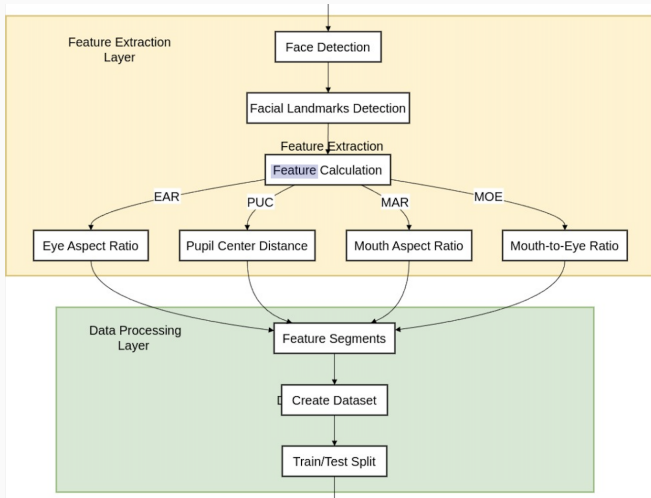 Feature Extraction
Layer
Face Detection
Facial Landmarks Detection
Feature Extraction
Feature Calculation
EAR
PUC
MAR
MOE
Eye Aspect Ratio
Pupil Center Distance
Mouth Aspect Ratio
Mouth-to-Eye Ratio
Data Processing
Layer
Feature Segments
Create Dataset
Train/Test Split